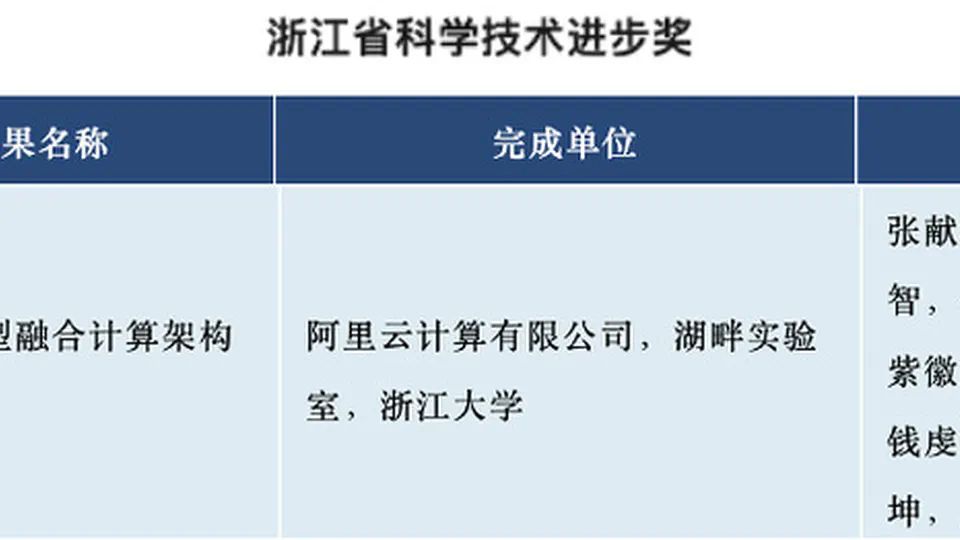 浙江省科学技术进步奖
果名称
完成单位
型融合计算架构
阿里云计算有限公司，湖畔实验
室，浙江大学
张献
智，
紫徽
钱虔
坤，